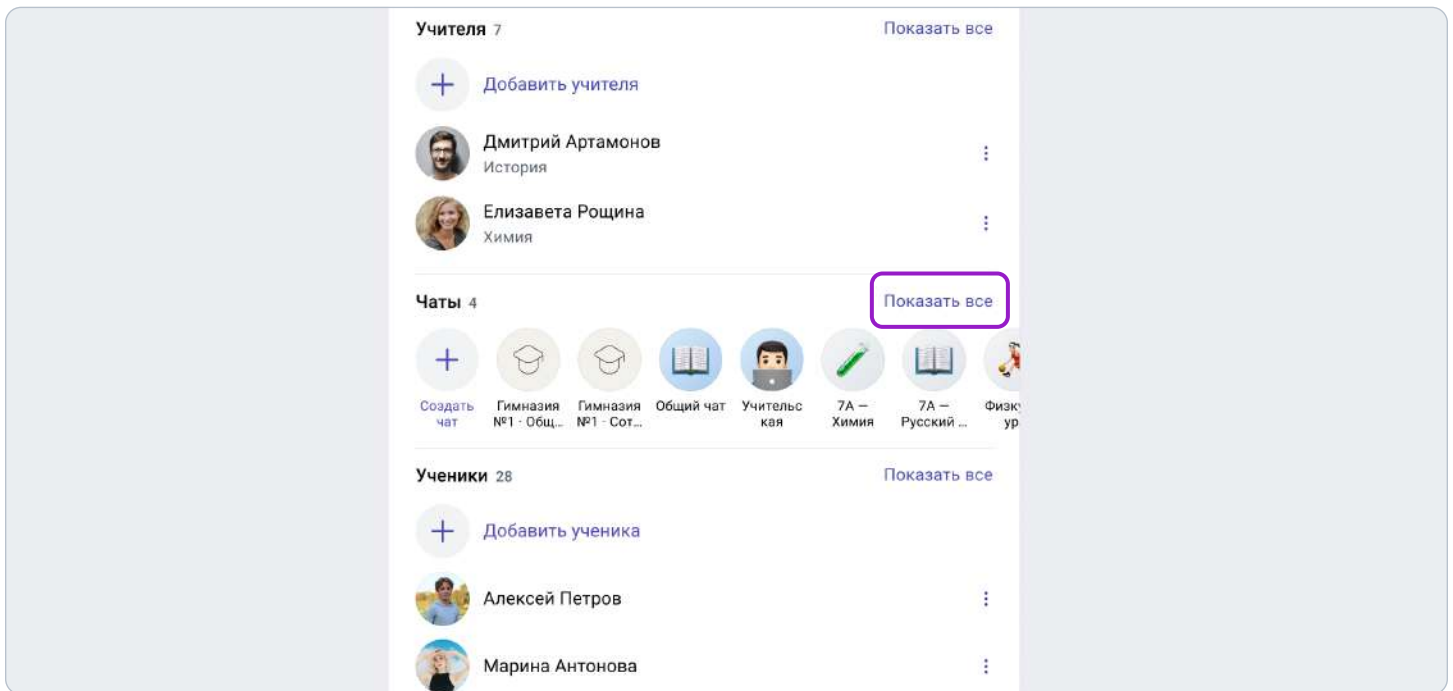 Учителя 7 Показать все
Добавить учителя
Дмитрий Артамонов
История
Елизавета Рощина
Химия
Чаты 4 Показать все
Создать чат
Гимназия №1 · Общ...
Гимназия №1 · Сот...
Общий чат
Учительс кая
7А — Химия
7А — Русский ...
Физк ур
Ученики 28 Показать все
Добавить ученика
Алексей Петров
Марина Антонова